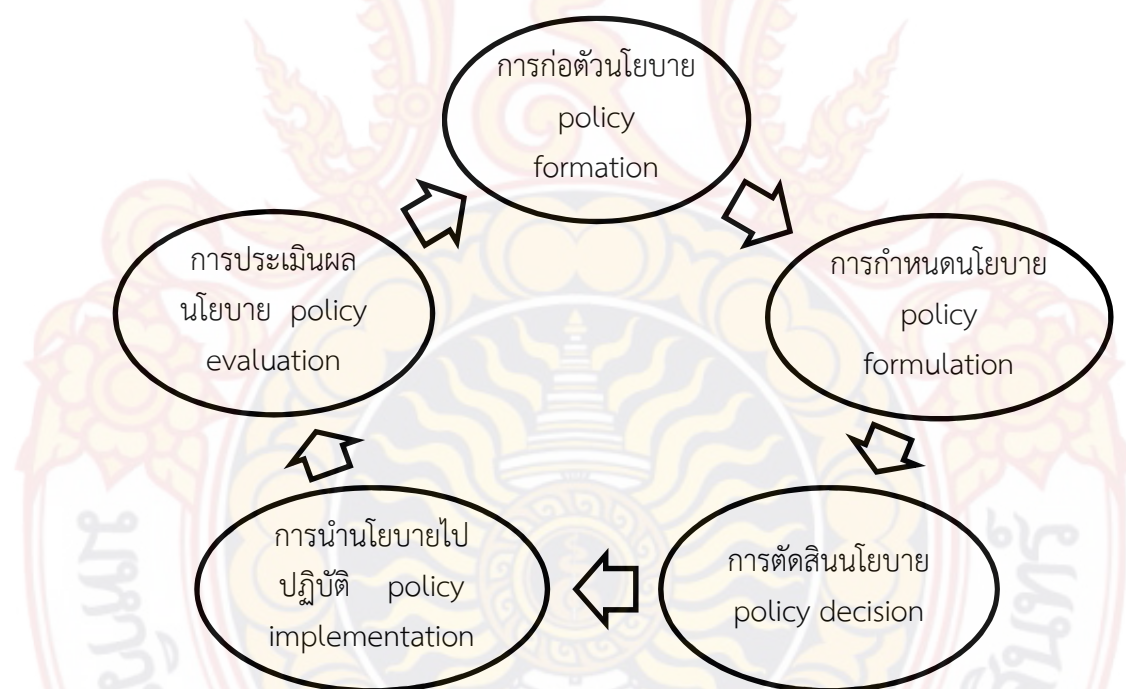 การก่อตัวนโยบาย
policy
formation
การกำหนดนโยบาย
policy
formulation
การตัดสินนโยบาย
policy decision
การนำนโยบายไป
ปฏิบัติ policy
implementation
การประเมินผล
นโยบาย policy
evaluation